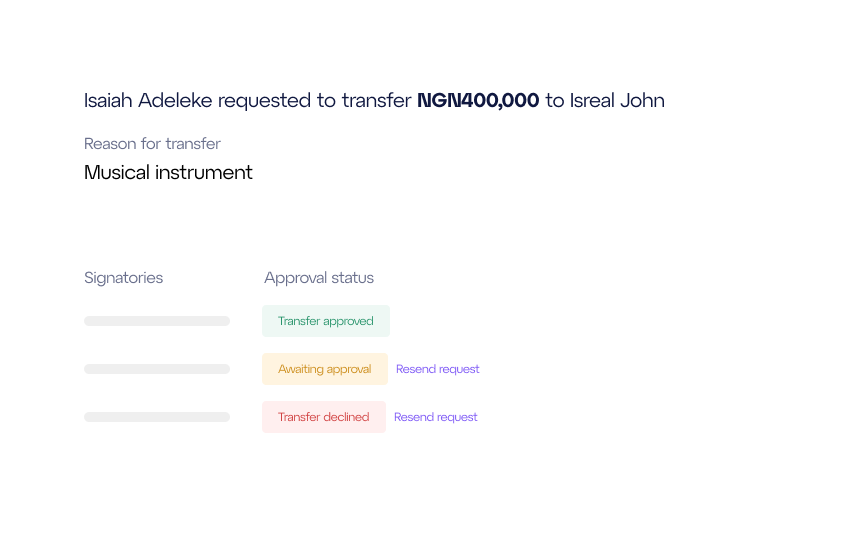 Isaiah Adeleke requested to transfer NGN400,000 to Isreal John
Reason for transfer
Musical instrument
Signatories Approval status
Transfer approved
Awaiting approval Resend request
Transfer declined Resend request